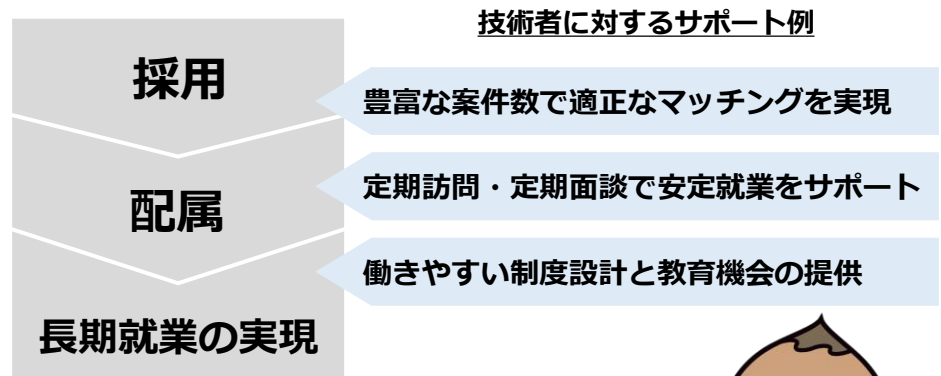 技術者に対するサポート例
採用
豊富な案件数で適正なマッチングを実現
配属
定期訪問・定期面談で安定就業をサポート
働きやすい制度設計と教育機会の提供
長期就業の実現